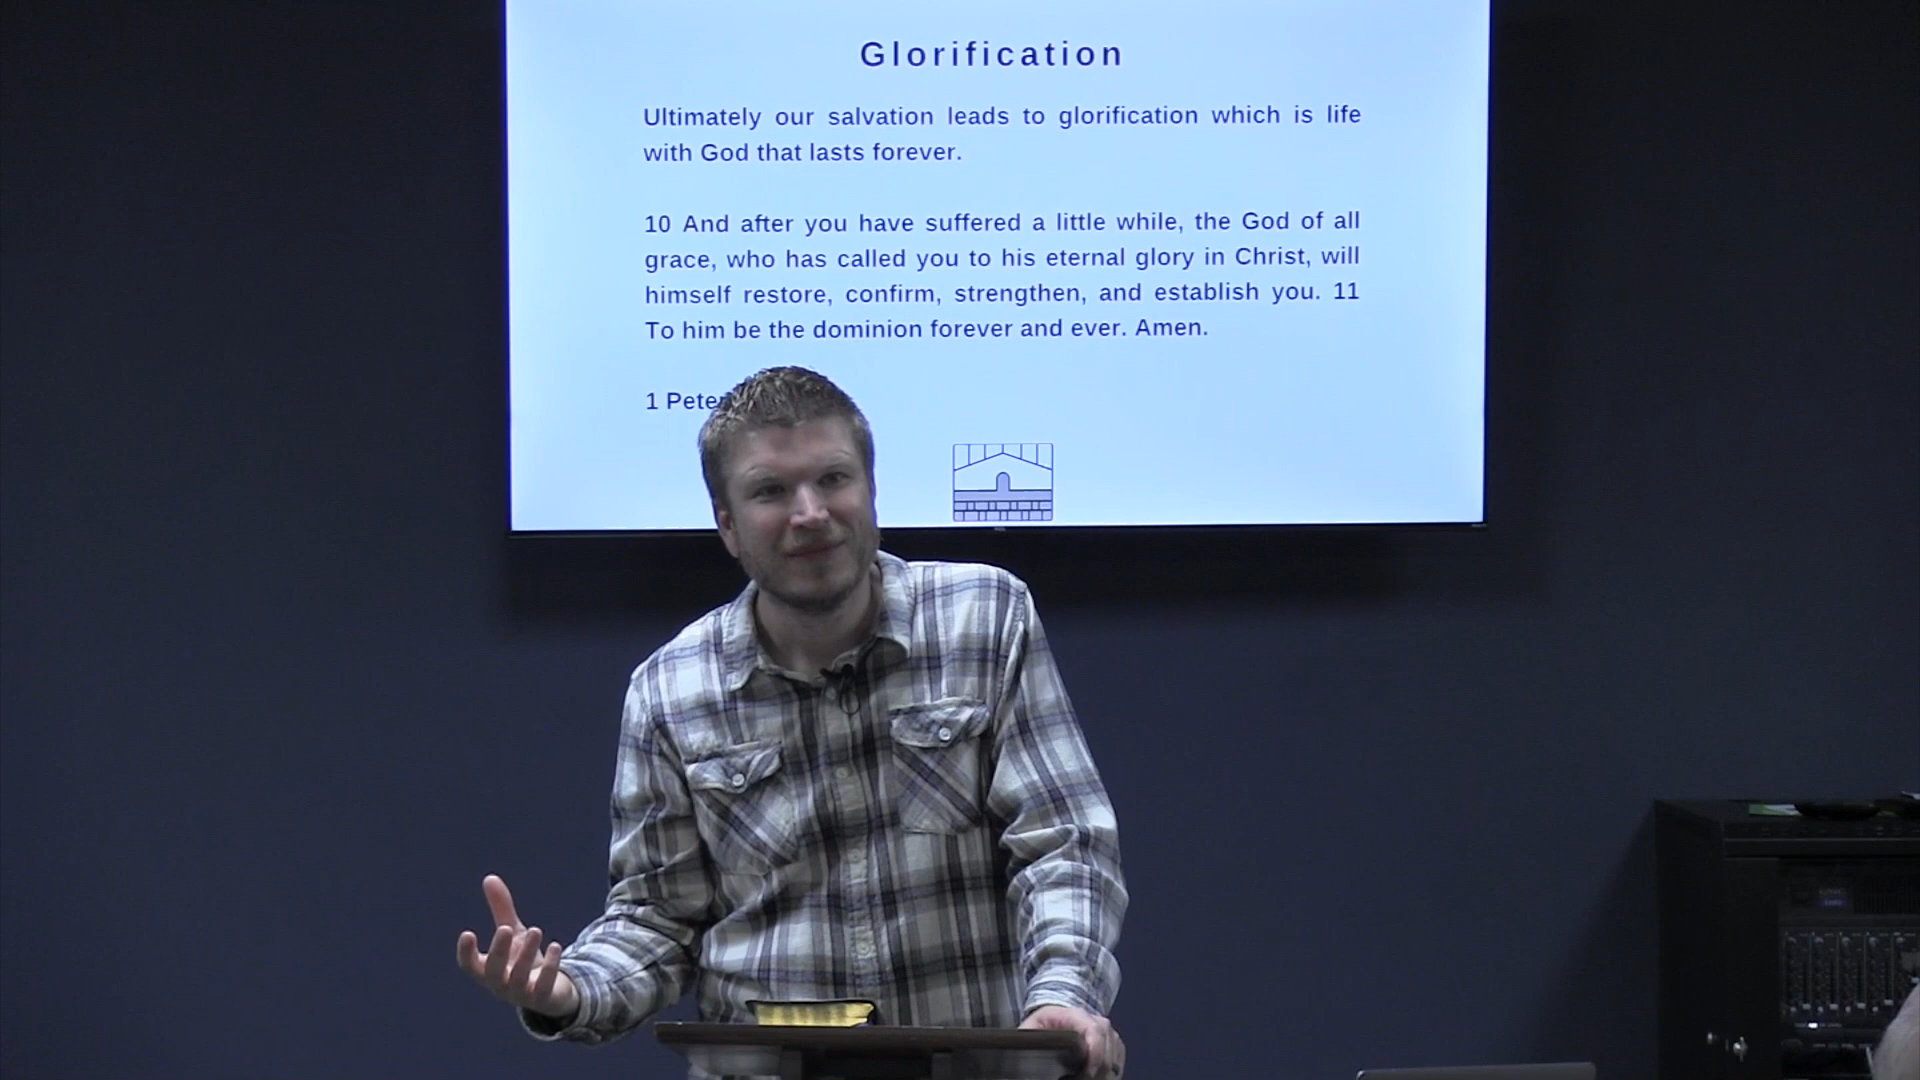 Glorification
Ultimately our salvation leads to glorification which is life
with God that lasts forever.
10 And after you have suffered a little while, the God of all
grace, who has called you to his eternal glory in Christ, will
himself restore, confirm, strengthen, and establish you. 11
To him be the dominion forever and ever. Amen.
1 Peter